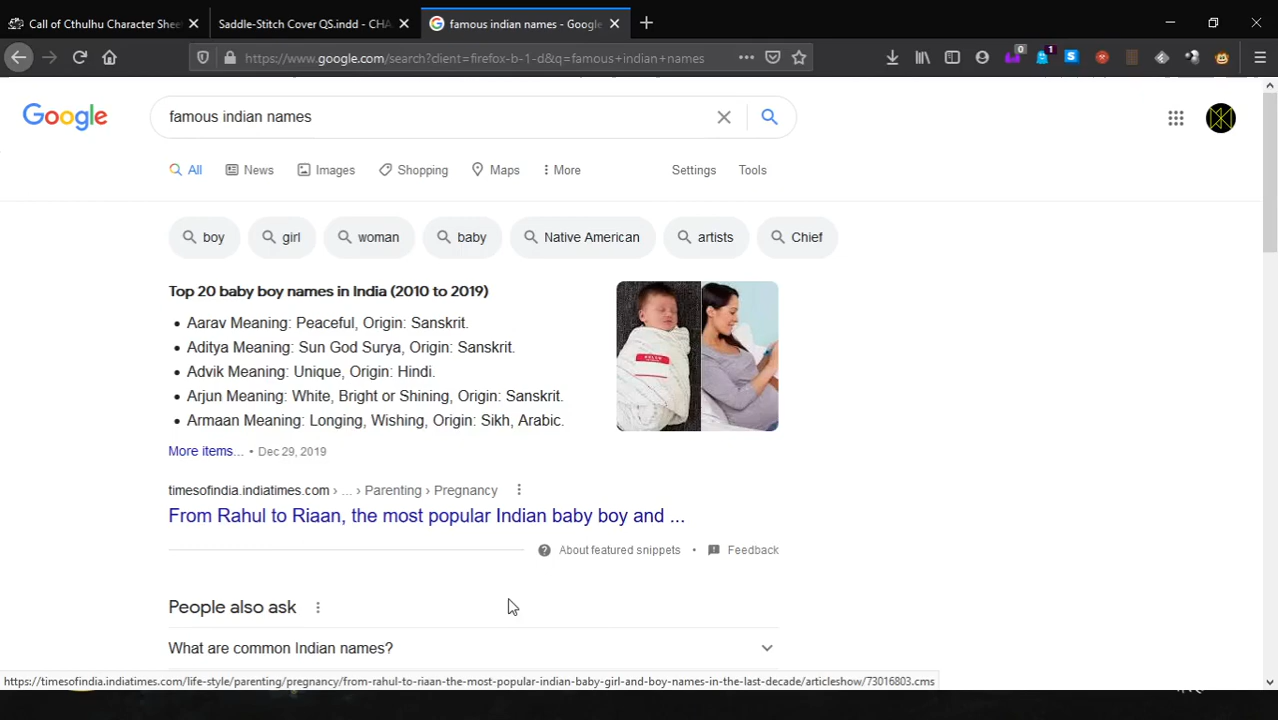 Call of Cthulhu Character Shee
Saddle-Stitch Cover QS.indd - CHA
famous indian names - Google
https://www.google.com/search?client=firefox-b-1-d&q=famous+indian+names
0
1
Google
famous indian names
All
News
Images
Shopping
Maps
More
Settings
Tools
boy
girl
woman
baby
Native American
artists
Chief
Top 20 baby boy names in India (2010 to 2019)
• Aarav Meaning: Peaceful, Origin: Sanskrit.
• Aditya Meaning: Sun God Surya, Origin: Sanskrit.
• Advik Meaning: Unique, Origin: Hindi.
• Arjun Meaning: White, Bright or Shining, Origin: Sanskrit.
• Armaan Meaning: Longing, Wishing, Origin: Sikh, Arabic.
More items... • Dec 29, 2019
timesofindia.indiatimes.com › ... › Parenting › Pregnancy
From Rahul to Riaan, the most popular Indian baby boy and ...
About featured snippets • Feedback
People also ask
What are common Indian names?
https://timesofindia.indiatimes.com/life-style/parenting/pregnancy/from-rahul-to-riaan-the-most-popular-indian-baby-girl-and-boy-names-in-the-last-decade/articleshow/73016803.cms